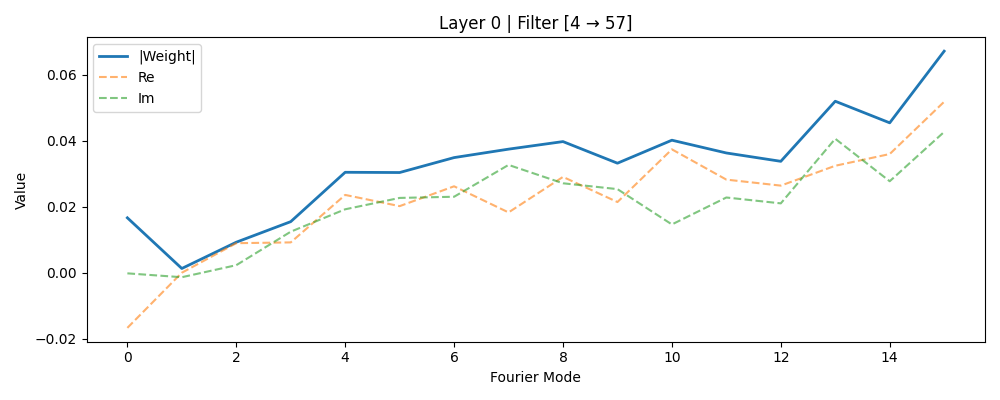 Layer 0 | Filter [4 → 57]
|Weight|
Re
Im
0.06
0.04
0.02
0.00
−0.02
Value
0 2 4 6 8 10 12 14
Fourier Mode